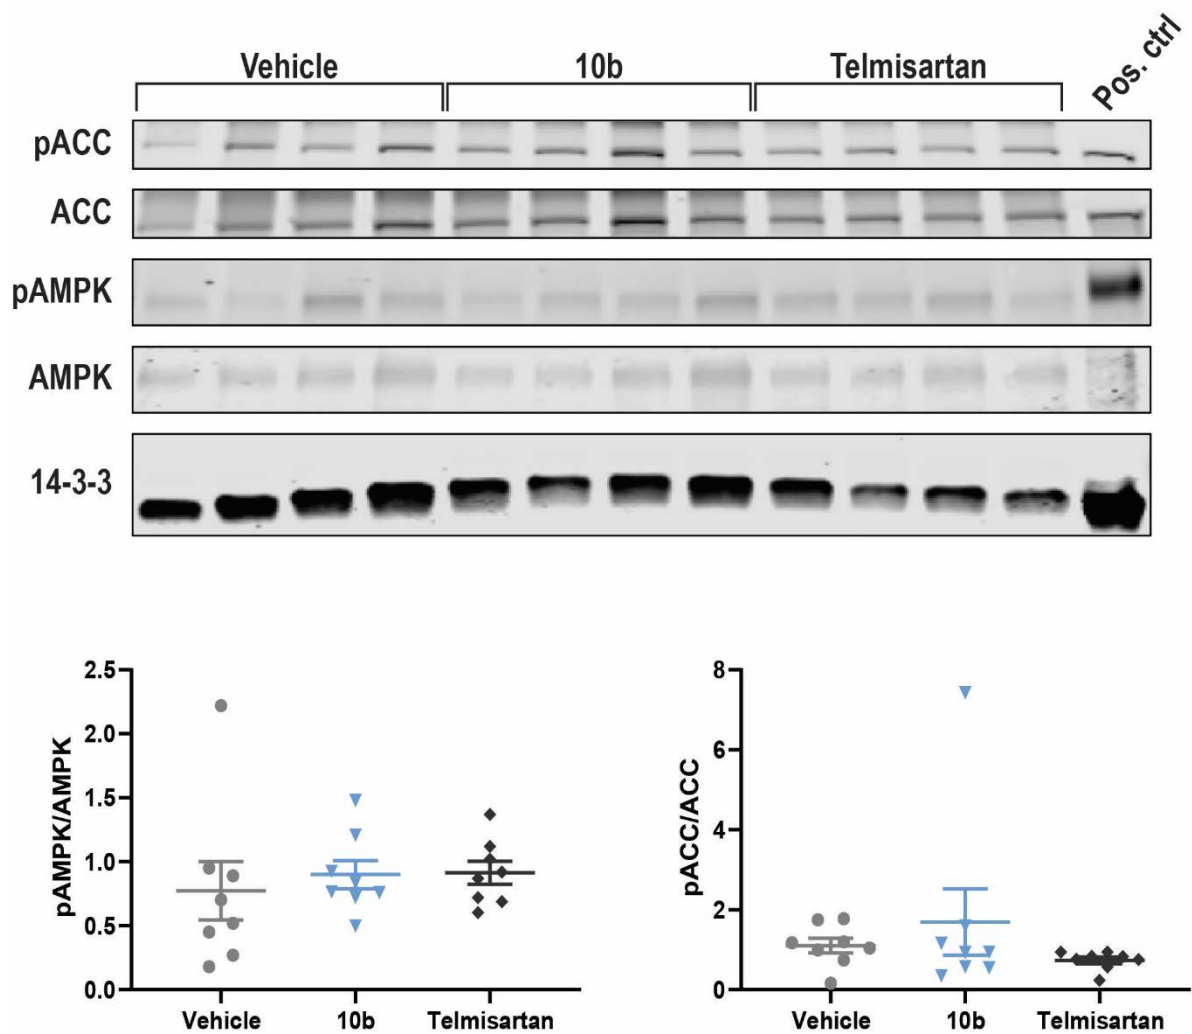 Vehicle 10b Telmisartan Pos. ctrl
pACC
ACC
pAMPK
AMPK
14-3-3
pAMPK/AMPK
2.5
2.0
1.5
1.0
0.5
0.0
Vehicle 10b Telmisartan
pACC/ACC
8
6
4
2
0
Vehicle 10b Telmisartan